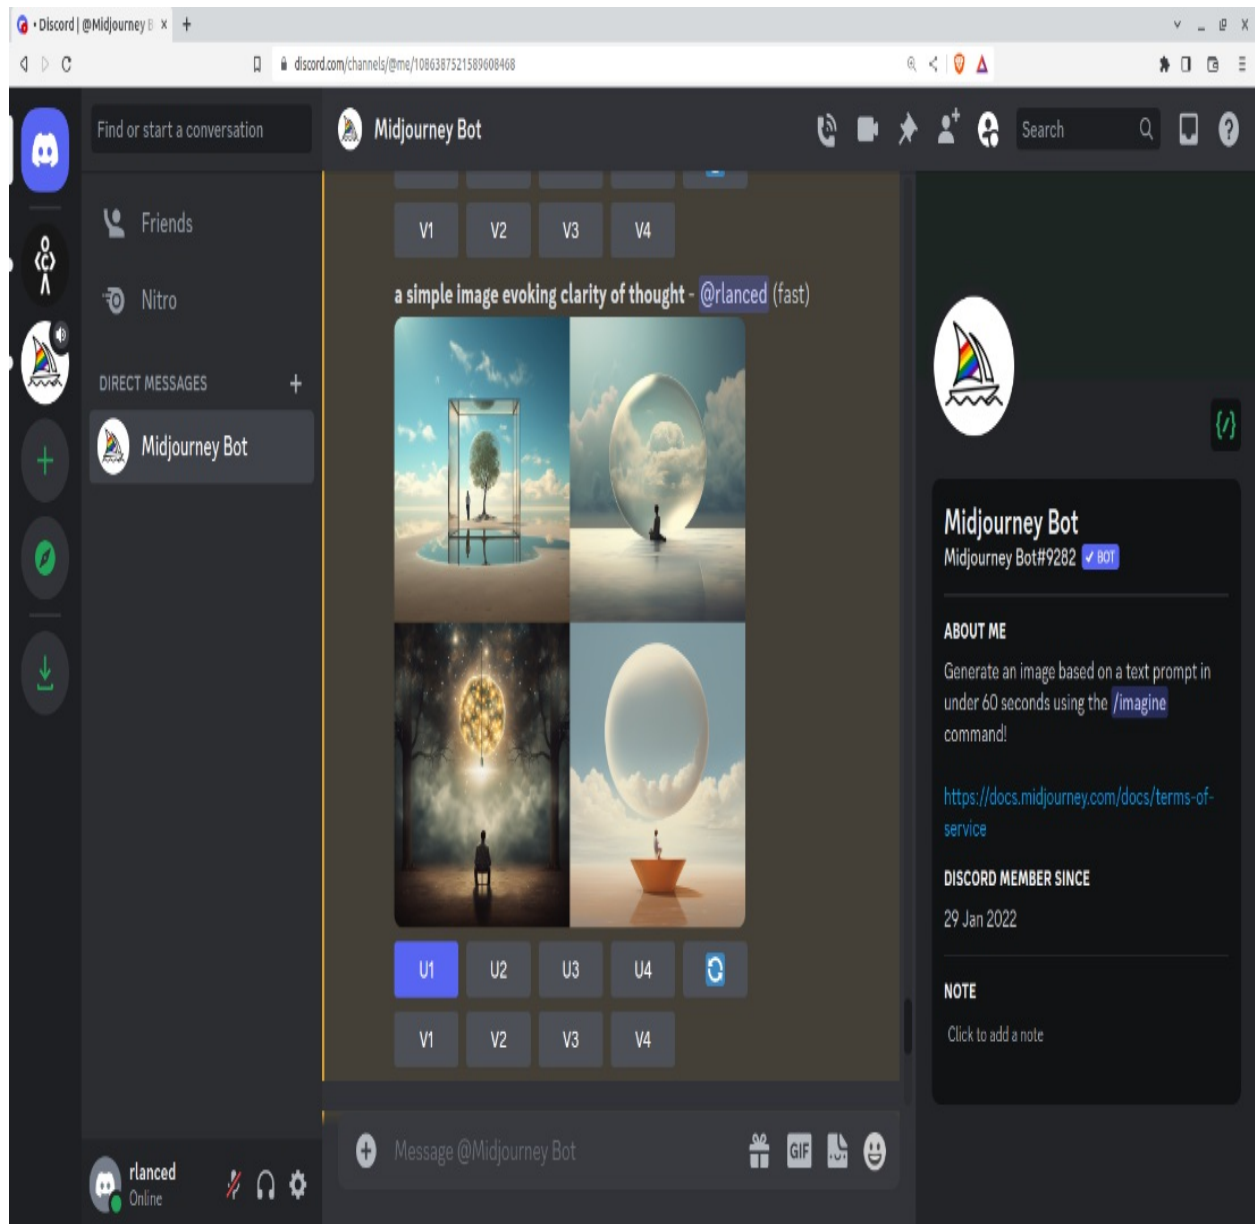 • Discord | @Midjourney B
discord.com/channels/@me/1086387521589608468
Find or start a conversation
Midjourney Bot
Search
Friends
Nitro
DIRECT MESSAGES
Midjourney Bot
V1 V2 V3 V4
a simple image evoking clarity of thought - @rlanced (fast)
U1 U2 U3 U4
V1 V2 V3 V4
Message @Midjourney Bot
GIF
rlanced
Online
Midjourney Bot
Midjourney Bot#9282 ✓ BOT
ABOUT ME
Generate an image based on a text prompt in
under 60 seconds using the /imagine
command!
https://docs.midjourney.com/docs/terms-of-
service
DISCORD MEMBER SINCE
29 Jan 2022
NOTE
Click to add a note